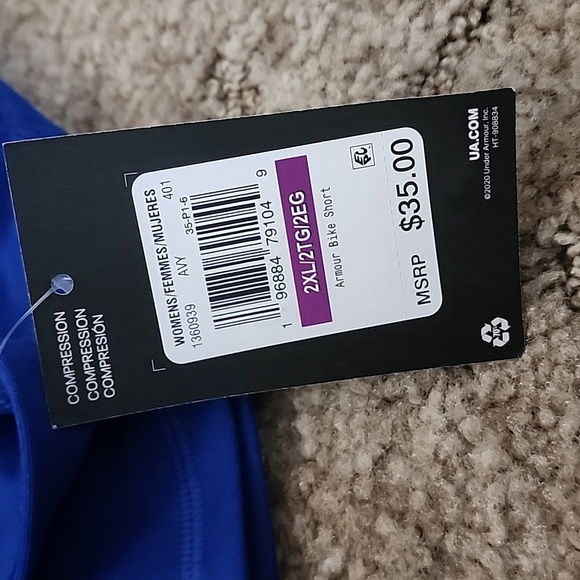 COMPRESSION
COMPRESSION
COMPRESIÓN
WOMENS/FEMMES/MUJERES
1360939 AVY 401
35-P1-6
1 96884 79104 9
2XL/2TG/2EG
Armour Bike Short
MSRP $35.00
UA.COM
©2020 Under Armour, Inc.
HT-908834